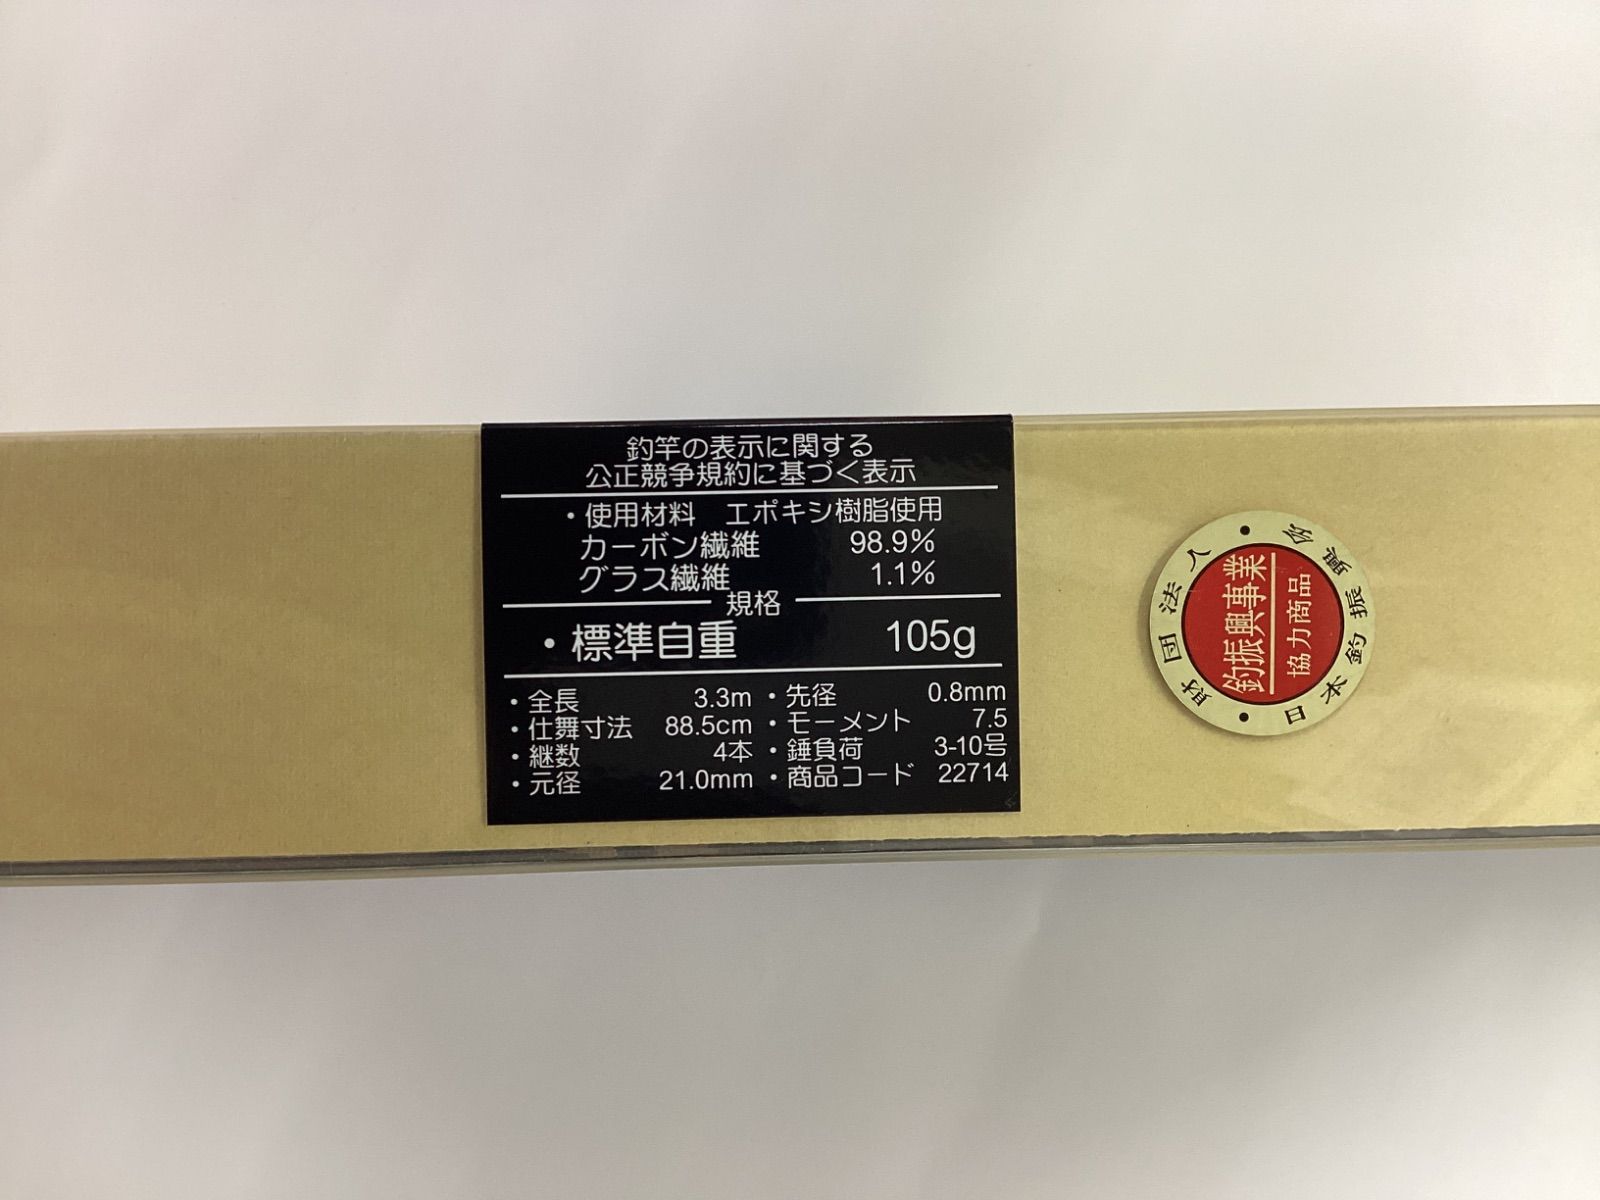 釣竿の表示に関する
公正競争規約に基づく表示
・使用材料 エポキシ樹脂使用
カーボン繊維 98.9%
グラス繊維 1.1%
規格
・標準自重 105g
・全長 3.3m ・先径 0.8mm
・仕舞寸法 88.5cm ・モーメント 7.5
・継数 4本 ・錘負荷 3-10号
・元径 21.0mm ・商品コード 22714
財団法人
日本釣振興会
釣振興事業
協力商品